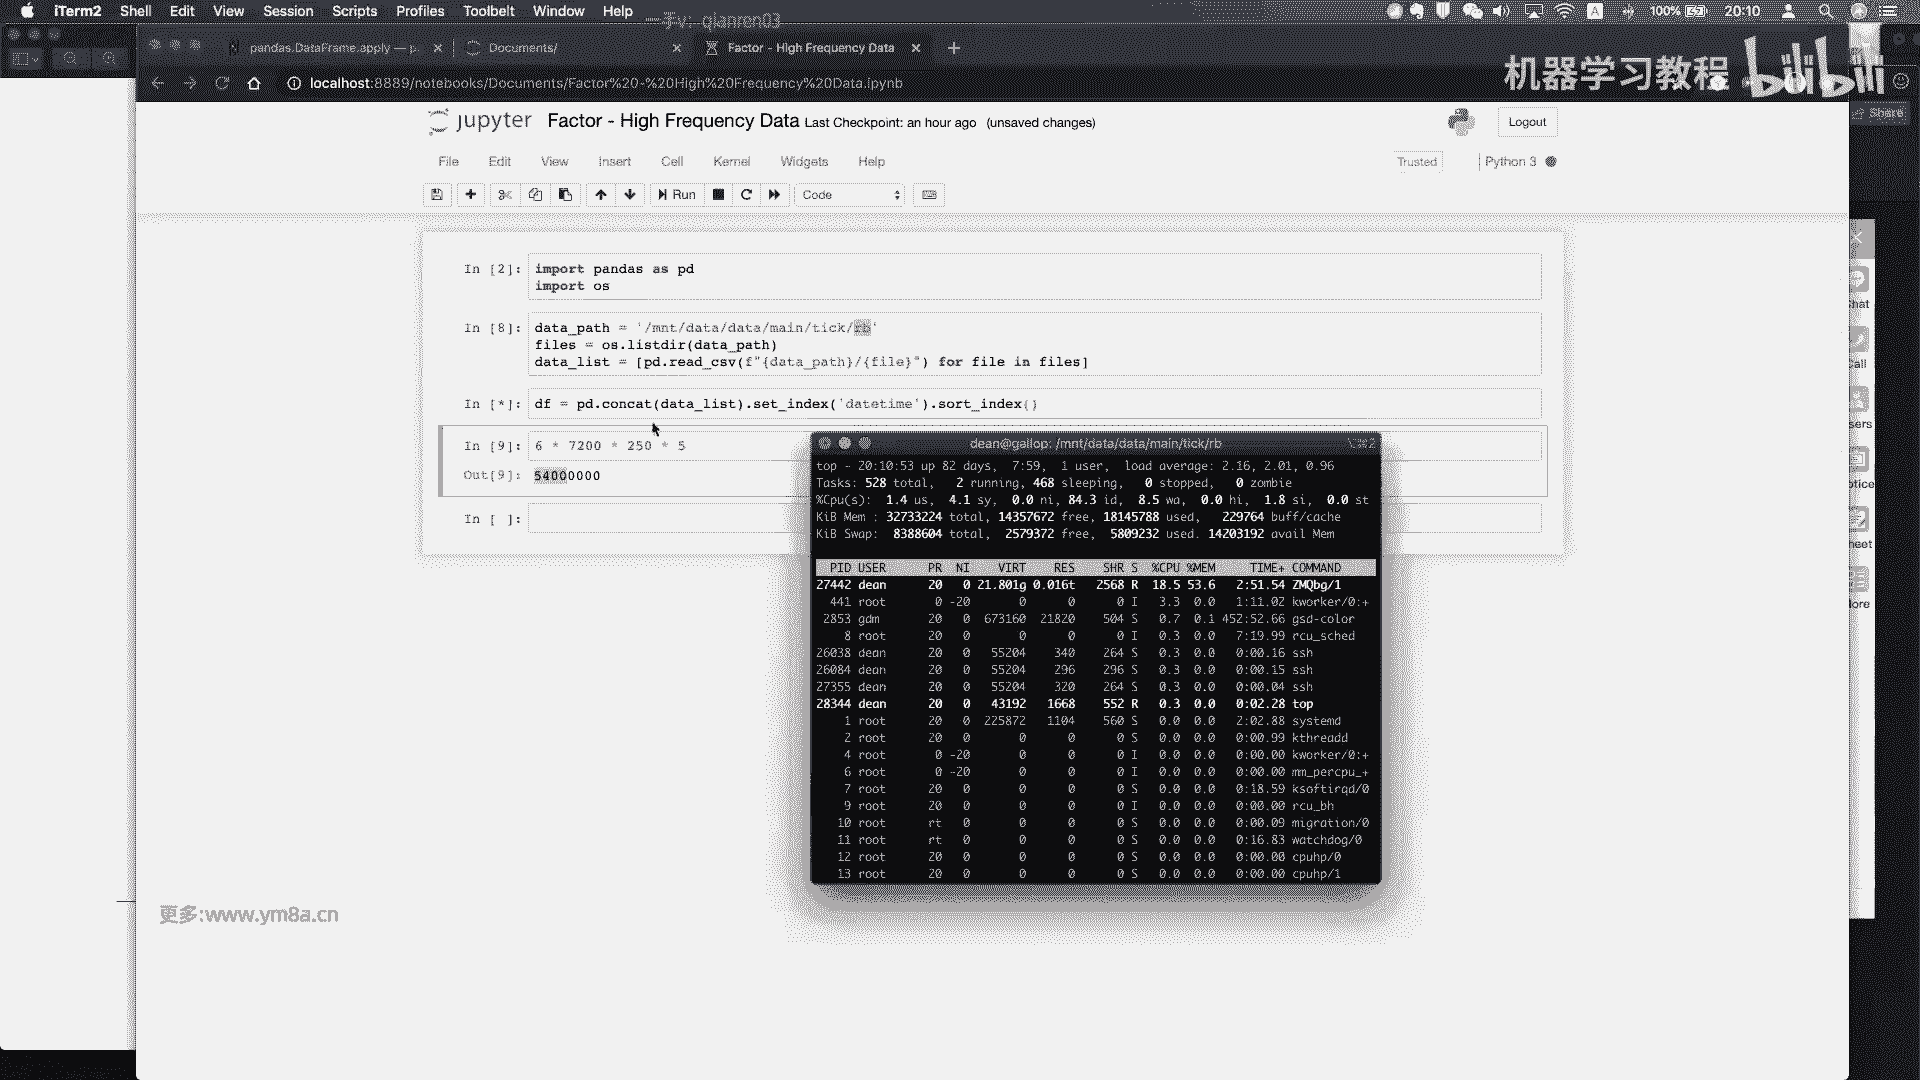 iTerm2 Shell Edit View Session Scripts Profiles Toolbelt Window Help
100% 20:10
一手v: qianren03
pandas.DataFrame.apply — p.
Documents/
Factor - High Frequency Data
机器学习教程 bilibili
localhost:8889/notebooks/Documents/Factor%20-%20High%20Frequency%20Data.ipynb
Share
jupyter Factor - High Frequency Data Last Checkpoint: an hour ago (unsaved changes)
Logout
File Edit View Insert Cell Kernel Widgets Help
Trusted Python 3
Run Code
In [2]: import pandas as pd
import os
In [8]: data_path = '/mnt/data/data/main/tick/rb'
files = os.listdir(data_path)
data_list = [pd.read_csv(f"{data_path}/{file}") for file in files]
In [*]: df = pd.concat(data_list).set_index('datetime').sort_index()
In [9]: 6 * 7200 * 250 * 5
Out[9]: 54000000
In [ ]:
dean@gallop: /mnt/data/data/main/tick/rb
top - 20:10:53 up 82 days, 7:59, 1 user, load average: 2.16, 2.01, 0.96
Tasks: 528 total, 2 running, 468 sleeping, 0 stopped, 0 zombie
%Cpu(s): 1.4 us, 4.1 sy, 0.0 ni, 84.3 id, 8.5 wa, 0.0 hi, 1.8 si, 0.0 st
KiB Mem : 32733224 total, 14357672 free, 18145788 used, 229764 buff/cache
KiB Swap: 8388604 total, 2579372 free, 5809232 used. 14203192 avail Mem
PID USER PR NI VIRT RES SHR S %CPU %MEM TIME+ COMMAND
27442 dean 20 0 21.801g 0.016t 2568 R 18.5 53.6 2:51.54 ZMQbg/1
441 root 0 -20 0 0 0 I 3.3 0.0 1:11.02 kworker/0:+
2853 gdm 20 0 673160 21820 504 S 0.7 0.1 452:52.66 gsd-color
8 root 20 0 0 0 0 I 0.3 0.0 7:19.99 rcu_sched
26038 dean 20 0 55204 340 264 S 0.3 0.0 0:00.16 ssh
26084 dean 20 0 55204 296 296 S 0.3 0.0 0:00.15 ssh
27355 dean 20 0 55204 320 264 S 0.3 0.0 0:00.04 ssh
28344 dean 20 0 43192 1668 552 R 0.3 0.0 0:02.28 top
1 root 20 0 225872 1104 560 S 0.0 0.0 2:02.88 systemd
2 root 20 0 0 0 0 S 0.0 0.0 0:00.99 kthreadd
4 root 0 -20 0 0 0 I 0.0 0.0 0:00.00 kworker/0:+
6 root 0 -20 0 0 0 I 0.0 0.0 0:00.00 mm_percpu_+
7 root 20 0 0 0 0 S 0.0 0.0 0:18.59 ksoftirqd/0
9 root 20 0 0 0 0 I 0.0 0.0 0:00.00 rcu_bh
10 root rt 0 0 0 0 S 0.0 0.0 0:00.09 migration/0
11 root rt 0 0 0 0 S 0.0 0.0 0:16.83 watchdog/0
12 root 20 0 0 0 0 S 0.0 0.0 0:00.00 cpuhp/0
13 root 20 0 0 0 0 S 0.0 0.0 0:00.00 cpuhp/1
更多:www.ym8a.cn